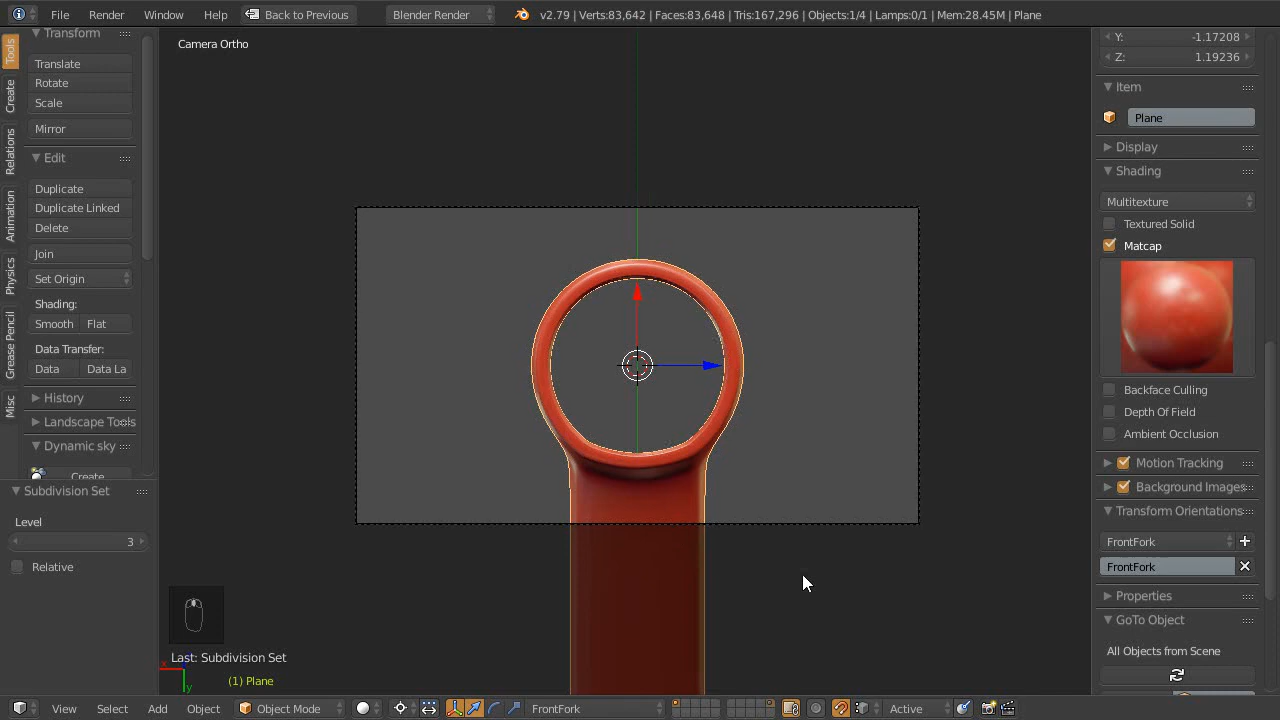 File Render Window Help Back to Previous Blender Render v2.79 | Verts:83,642 | Faces:83,648 | Tris:167,296 | Objects:1/4 | Lamps:0/1 | Mem:28.45M | Plane
Tools
Create
Relations
Animation
Physics
Grease Pencil
Misc
Transform
Translate
Rotate
Scale
Mirror
Edit
Duplicate
Duplicate Linked
Delete
Join
Set Origin
Shading:
Smooth Flat
Data Transfer:
Data Data La
History
Landscape Tools
Dynamic sky
Create
Subdivision Set
Level
3
Relative
Camera Ortho
Last: Subdivision Set
(1) Plane
x
y
Y: -1.17208
Z: 1.19236
Item
Plane
Display
Shading
Multitexture
Textured Solid
Matcap
Backface Culling
Depth Of Field
Ambient Occlusion
Motion Tracking
Background Images
Transform Orientations
FrontFork
FrontFork
Properties
GoTo Object
All Objects from Scene
View Select Add Object Object Mode FrontFork Active